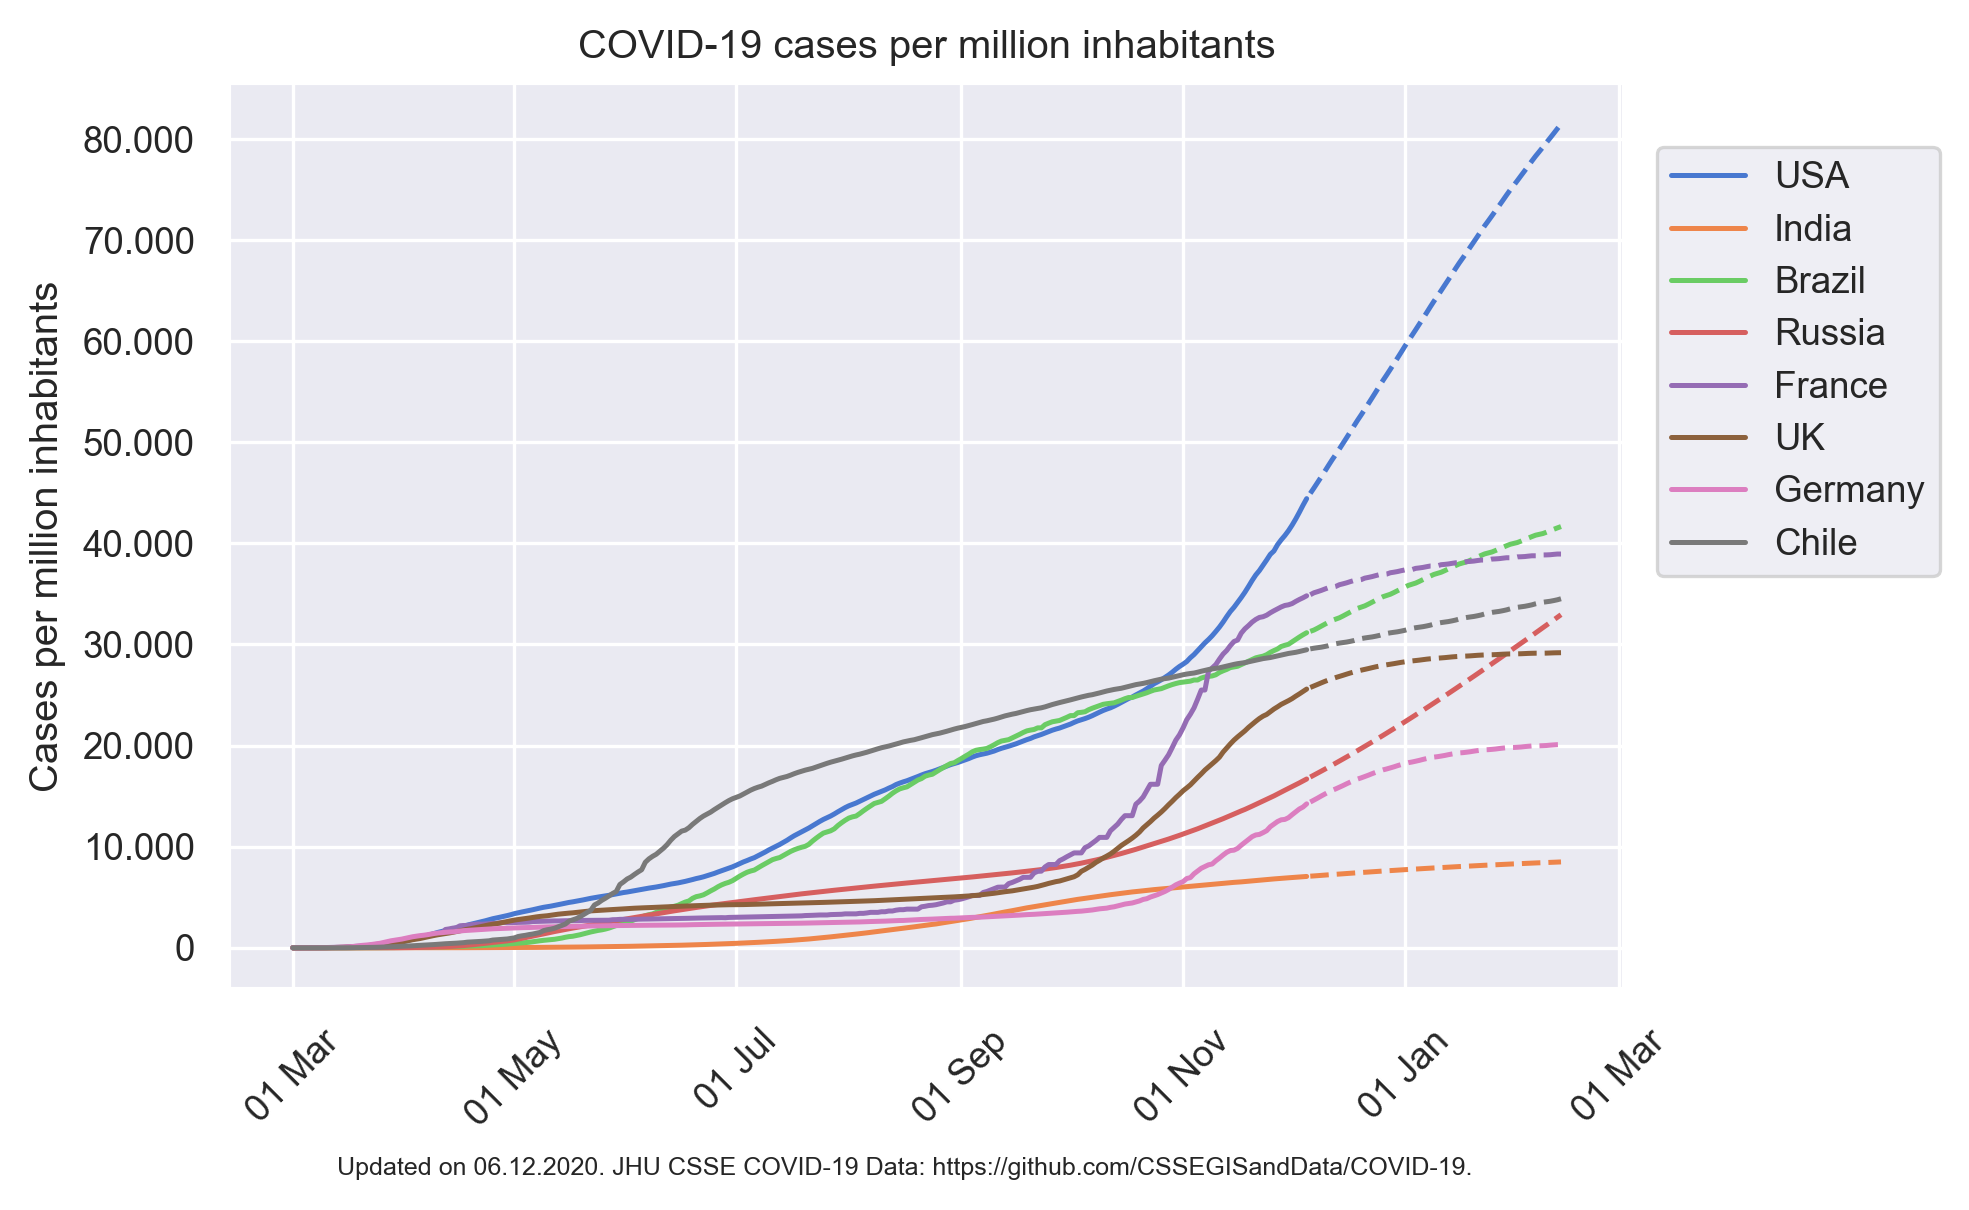 COVID-19 cases per million inhabitants
Cases per million inhabitants
80.000
70.000
60.000
50.000
40.000
30.000
20.000
10.000
0
01 Mar
01 May
01 Jul
01 Sep
01 Nov
01 Jan
01 Mar
USA
India
Brazil
Russia
France
UK
Germany
Chile
Updated on 06.12.2020. JHU CSSE COVID-19 Data: https://github.com/CSSEGISandData/COVID-19.